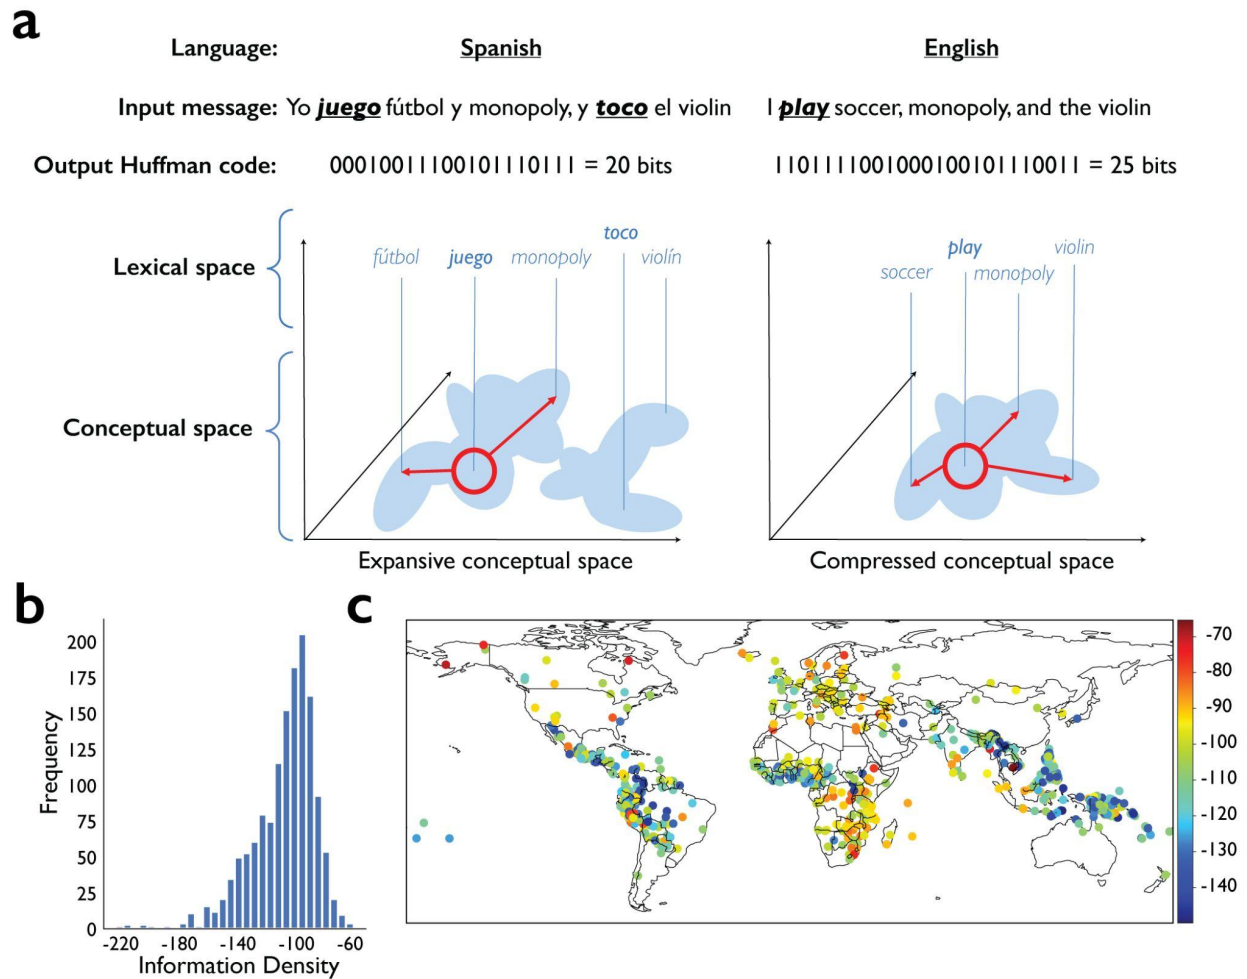 a
Language: Spanish English
Input message: Yo juego fútbol y monopoly, y toco el violin I play soccer, monopoly, and the violin
Output Huffman code: 00010011100101110111 = 20 bits 1101111001000100101110011 = 25 bits
Lexical space
fútbol juego monopoly toco violín
soccer play monopoly violin
Conceptual space
Expansive conceptual space Compressed conceptual space
b
Frequency
200
175
150
125
100
75
50
25
0
-220 -180 -140 -100 -60
Information Density
c
-70
-80
-90
-100
-110
-120
-130
-140